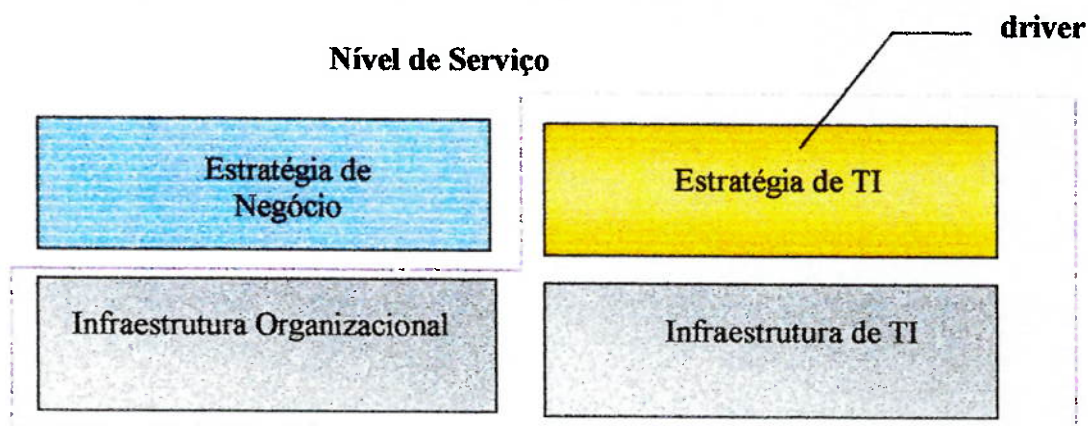 driver
Nível de Serviço
Estratégia de
Negócio
Estratégia de TI
Infraestrutura Organizacional
Infraestrutura de TI